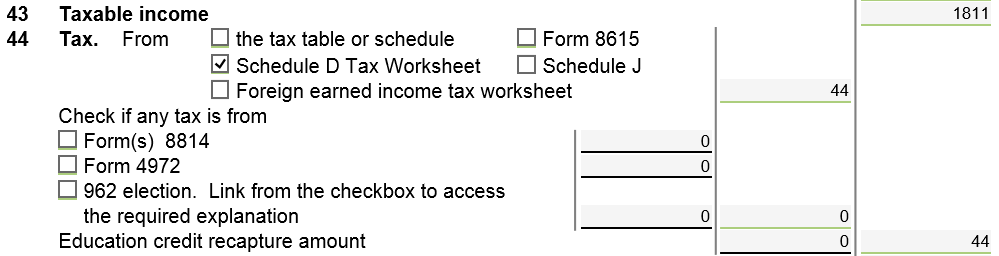 43 Taxable income 1811
44 Tax. From the tax table or schedule Form 8615
Schedule D Tax Worksheet Schedule J
Foreign earned income tax worksheet 44
Check if any tax is from
Form(s) 8814 0
Form 4972 0
962 election. Link from the checkbox to access
the required explanation 0 0
Education credit recapture amount 0 44